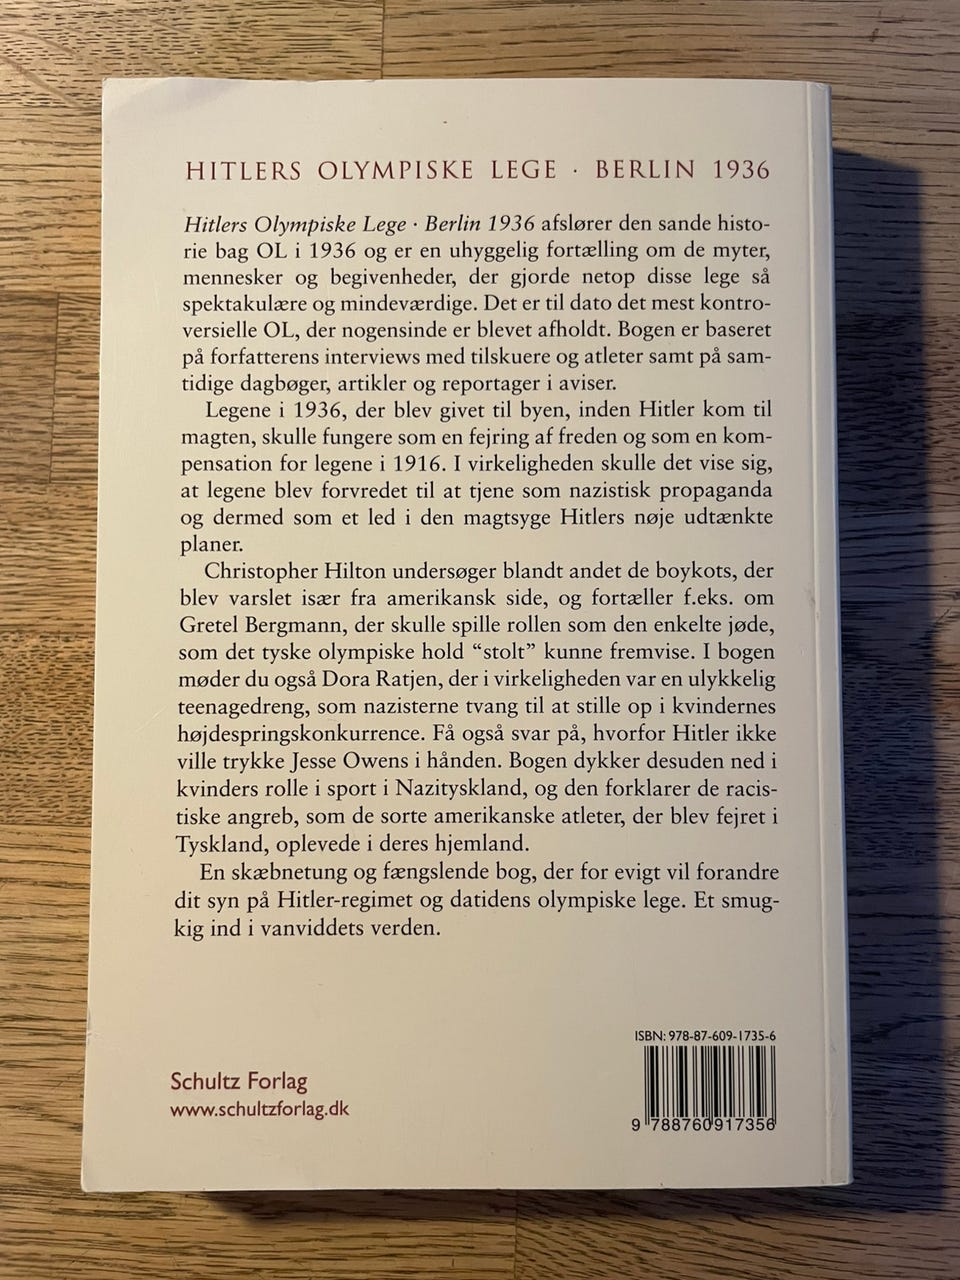 HITLERS OLYMPISKE LEGE · BERLIN 1936
Hitlers Olympiske Lege · Berlin 1936 afslører den sande histo-
rie bag OL i 1936 og er en uhyggelig fortælling om de myter,
mennesker og begivenheder, der gjorde netop disse lege så
spektakulære og mindeværdige. Det er til dato det mest kontro-
versielle OL, der nogensinde er blevet afholdt. Bogen er baseret
på forfatterens interviews med tilskuere og atleter samt på sam-
tidige dagbøger, artikler og reportager i aviser.
Legene i 1936, der blev givet til byen, inden Hitler kom til
magten, skulle fungere som en fejring af freden og som en kom-
pensation for legene i 1916. I virkeligheden skulle det vise sig,
at legene blev forvredet til at tjene som nazistisk propaganda
og dermed som et led i den magtsyge Hitlers nøje udtænkte
planer.
Christopher Hilton undersøger blandt andet de boykots, der
blev varslet især fra amerikansk side, og fortæller f.eks. om
Gretel Bergmann, der skulle spille rollen som den enkelte jøde,
som det tyske olympiske hold “stolt” kunne fremvise. I bogen
møder du også Dora Ratjen, der i virkeligheden var en ulykkelig
teenagedreng, som nazisterne tvang til at stille op i kvindernes
højdespringskonkurrence. Få også svar på, hvorfor Hitler ikke
ville trykke Jesse Owens i hånden. Bogen dykker desuden ned i
kvinders rolle i sport i Nazityskland, og den forklarer de racis-
tiske angreb, som de sorte amerikanske atleter, der blev fejret i
Tyskland, oplevede i deres hjemland.
En skæbnetung og fængslende bog, der for evigt vil forandre
dit syn på Hitler-regimet og datidens olympiske lege. Et smug-
kig ind i vanviddets verden.
ISBN: 978-87-609-1735-6
Schultz Forlag
www.schultzforlag.dk
9 788760 917356